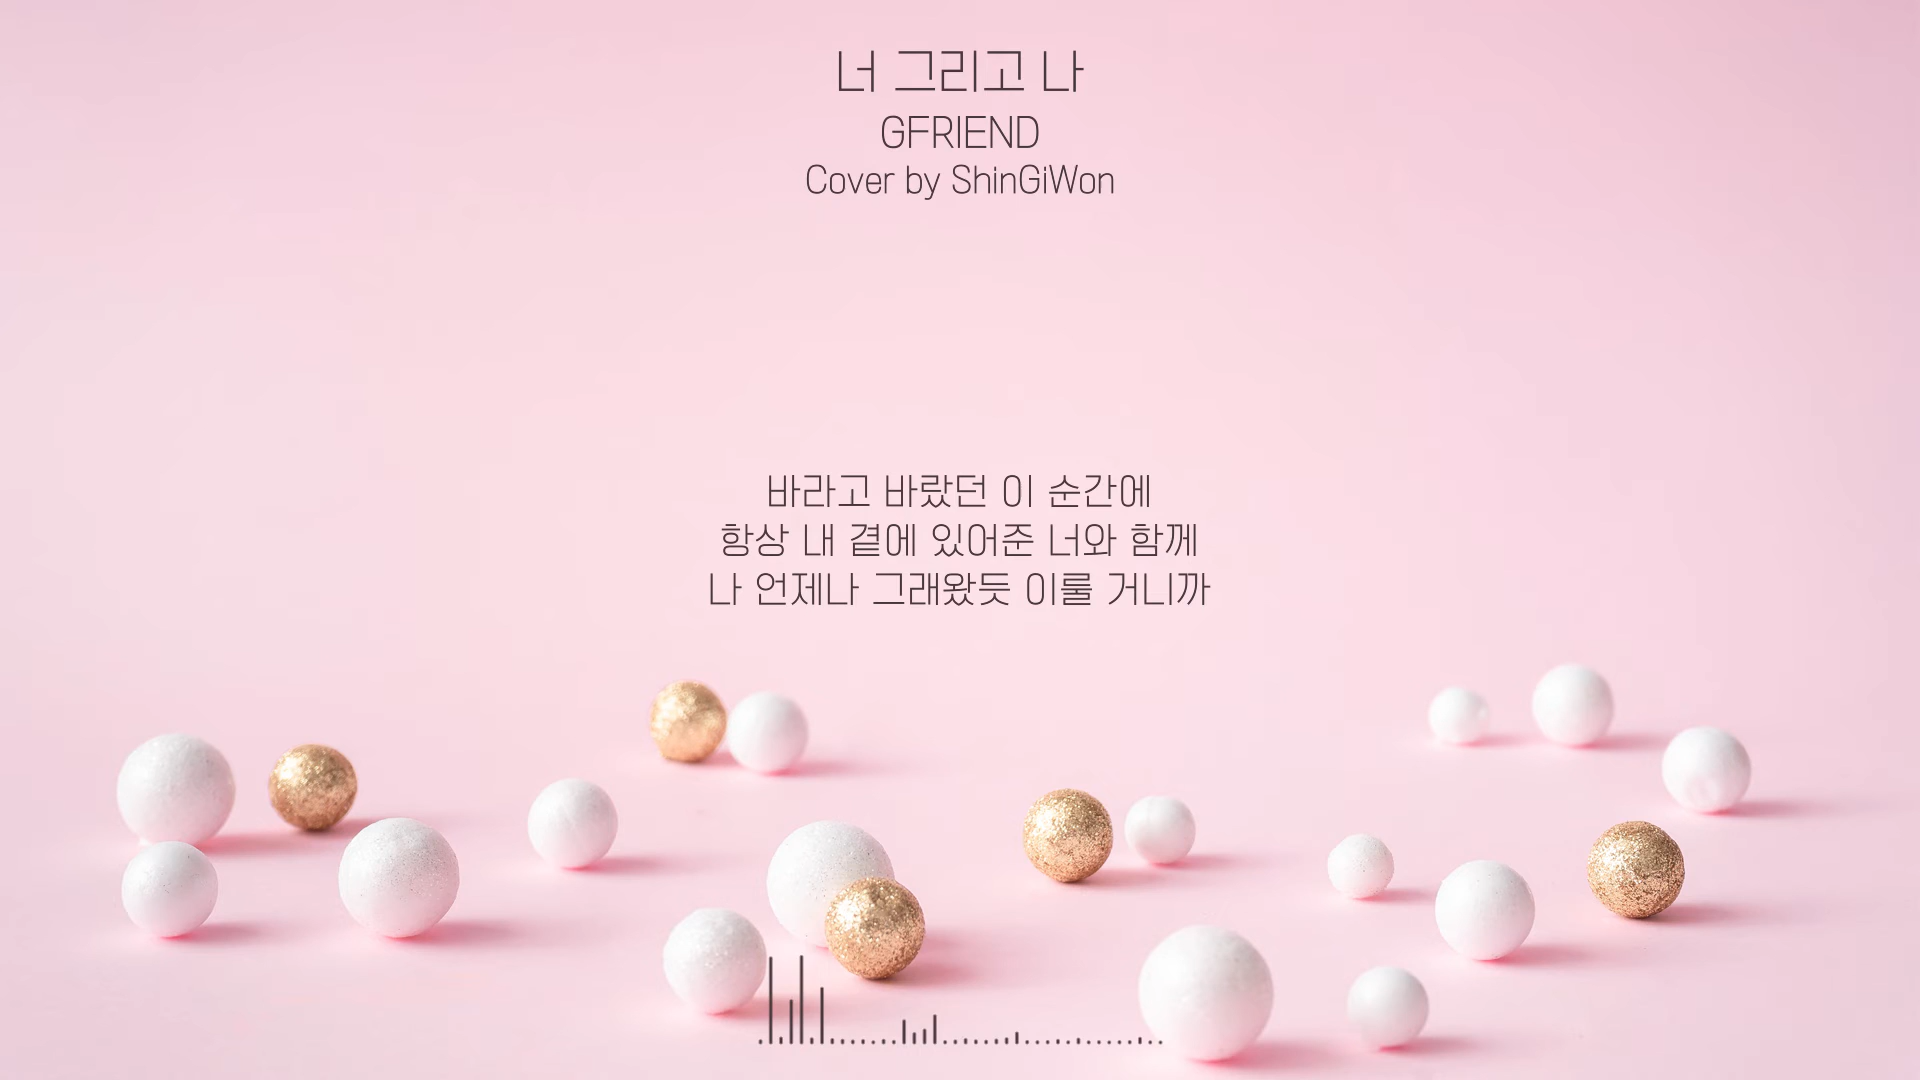 너 그리고 나
GFRIEND
Cover by ShinGiWon
바라고 바랐던 이 순간에
항상 내 곁에 있어준 너와 함께
나 언제나 그래왔듯 이룰 거니까